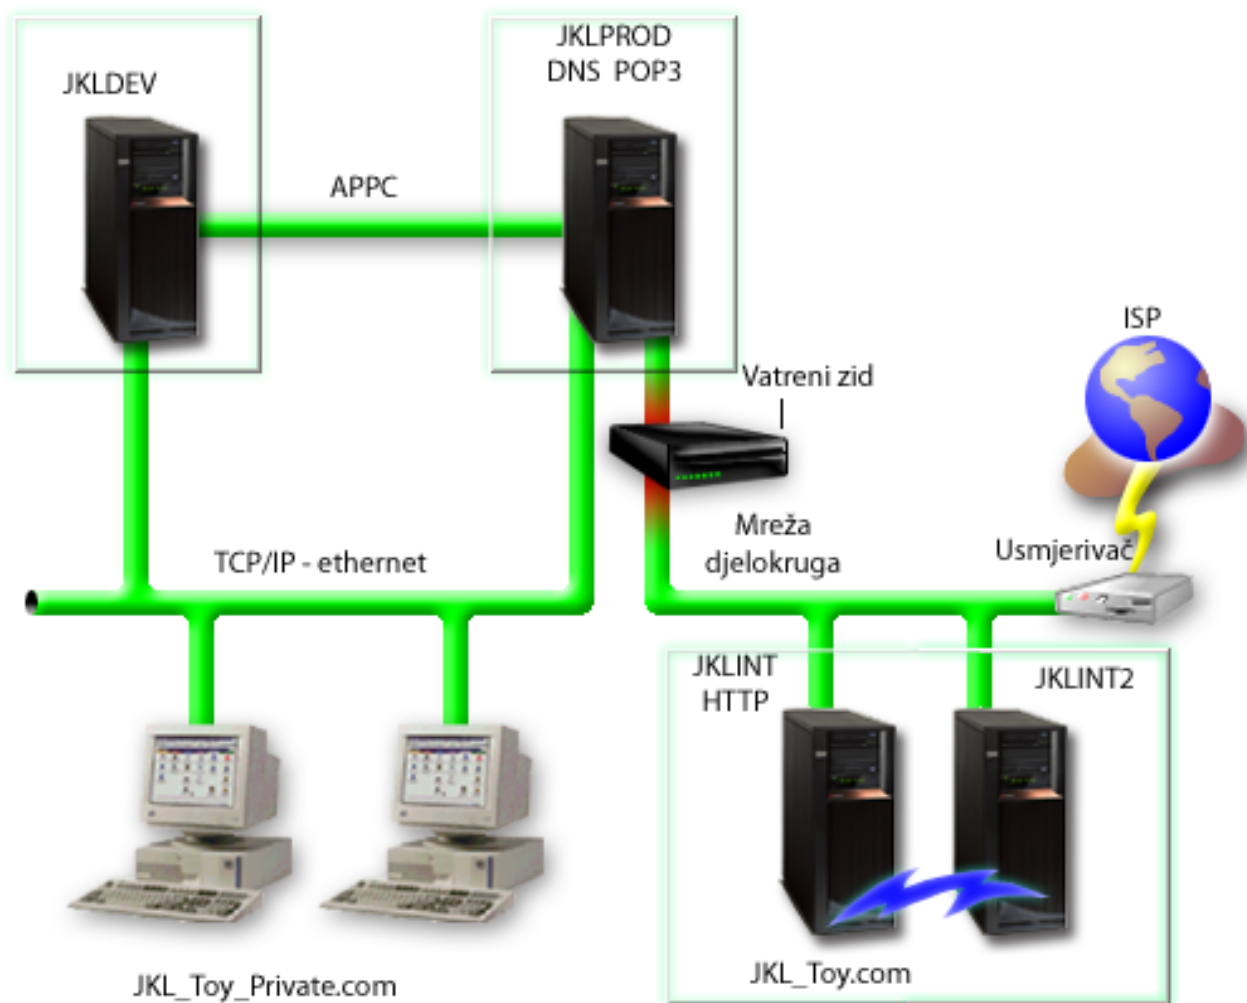 JKLDEV
JKLPROD
DNS POP3
APPC
ISP
Vatreni zid
Mreža
djelokruga
Usmjerivač
TCP/IP - ethernet
JKLINT
HTTP
JKLINT2
JKL_Toy.com
JKL_Toy_Private.com